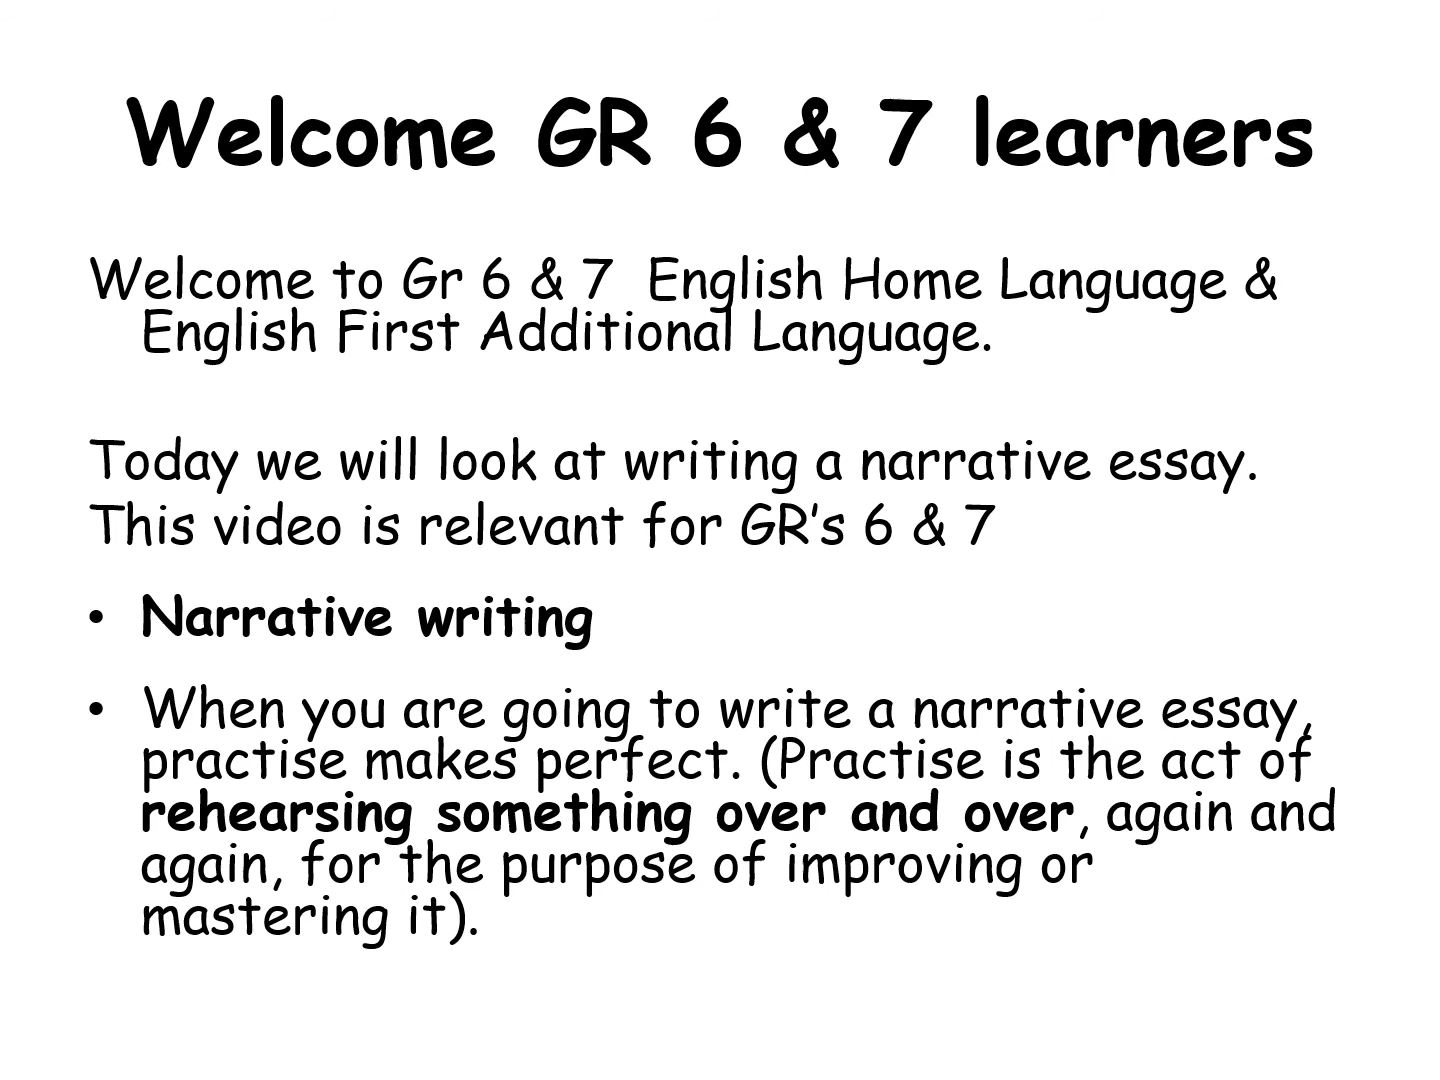 Welcome GR 6 & 7 learners
Welcome to Gr 6 & 7  English Home Language &
English First Additional Language.
Today we will look at writing a narrative essay.
This video is relevant for GR's 6 & 7
• Narrative writing
• When you are going to write a narrative essay,
practise makes perfect. (Practise is the act of
rehearsing something over and over, again and
again, for the purpose of improving or
mastering it).